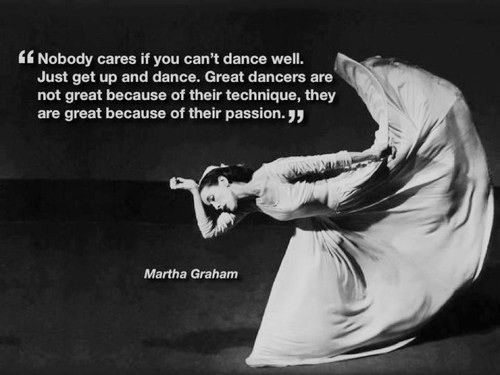 “Nobody cares if you can’t dance well.
Just get up and dance. Great dancers are
not great because of their technique, they
are great because of their passion.”
Martha Graham